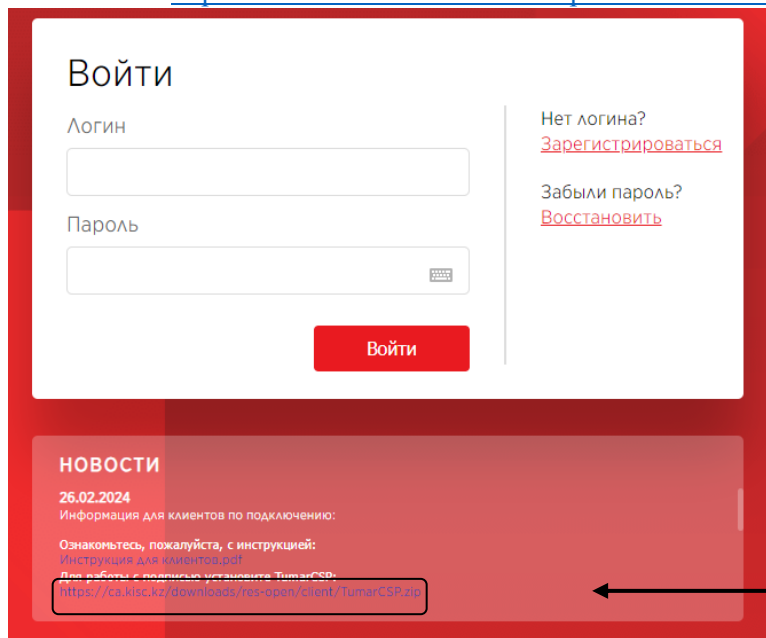 Войти
Логин
Нет логина?
Зарегистрироваться
Забыли пароль?
Восстановить
Пароль
Войти
НОВОСТИ
26.02.2024
Информация для клиентов по подключению:
Ознакомьтесь, пожалуйста, с инструкцией:
Инструкция для клиентов.pdf
Для работы с подписью установите TumarCSP:
https://ca.kisc.kz/downloads/res-open/client/TumarCSP.zip